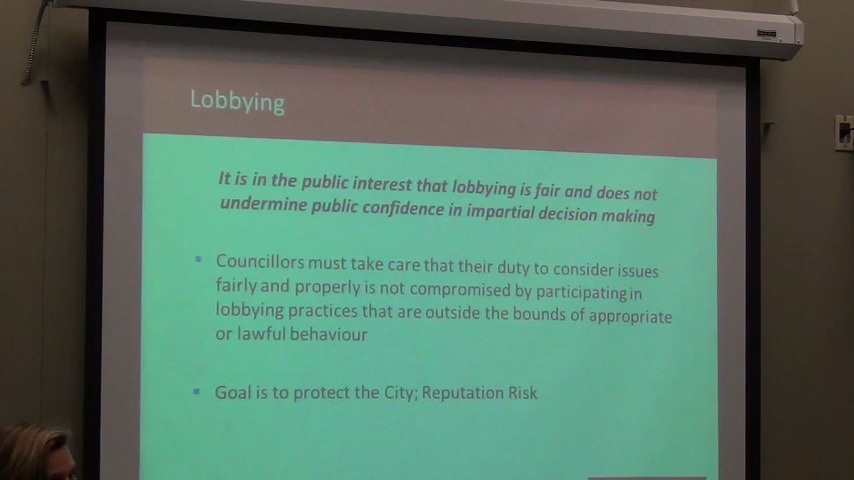 Lobbying
It is in the public interest that lobbying is fair and does not
undermine public confidence in impartial decision making
Councillors must take care that their duty to consider issues
fairly and properly is not compromised by participating in
lobbying practices that are outside the bounds of appropriate
or lawful behaviour
Goal is to protect the City; Reputation Risk